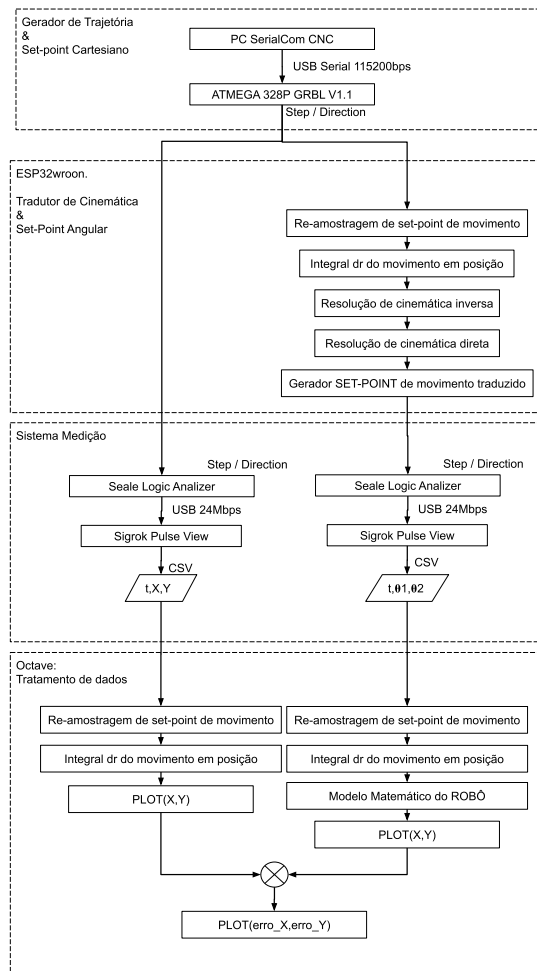 Gerador de Trajetória
&
Set-point Cartesiano
PC SerialCom CNC
USB Serial 115200bps
ATMEGA 328P GRBL V1.1
Step / Direction
ESP32wroon.
Tradutor de Cinemática
&
Set-Point Angular
Re-amostragem de set-point de movimento
Integral dr do movimento em posição
Resolução de cinemática inversa
Resolução de cinemática direta
Gerador SET-POINT de movimento traduzido
Sistema Medição
Step / Direction
Seale Logic Analizer
USB 24Mbps
Sigrok Pulse View
CSV
t,X,Y
Step / Direction
Seale Logic Analizer
USB 24Mbps
Sigrok Pulse View
CSV
t,θ1,θ2
Octave:
Tratamento de dados
Re-amostragem de set-point de movimento
Integral dr do movimento em posição
PLOT(X,Y)
Re-amostragem de set-point de movimento
Integral dr do movimento em posição
Modelo Matemático do ROBÔ
PLOT(X,Y)
PLOT(erro_X,erro_Y)